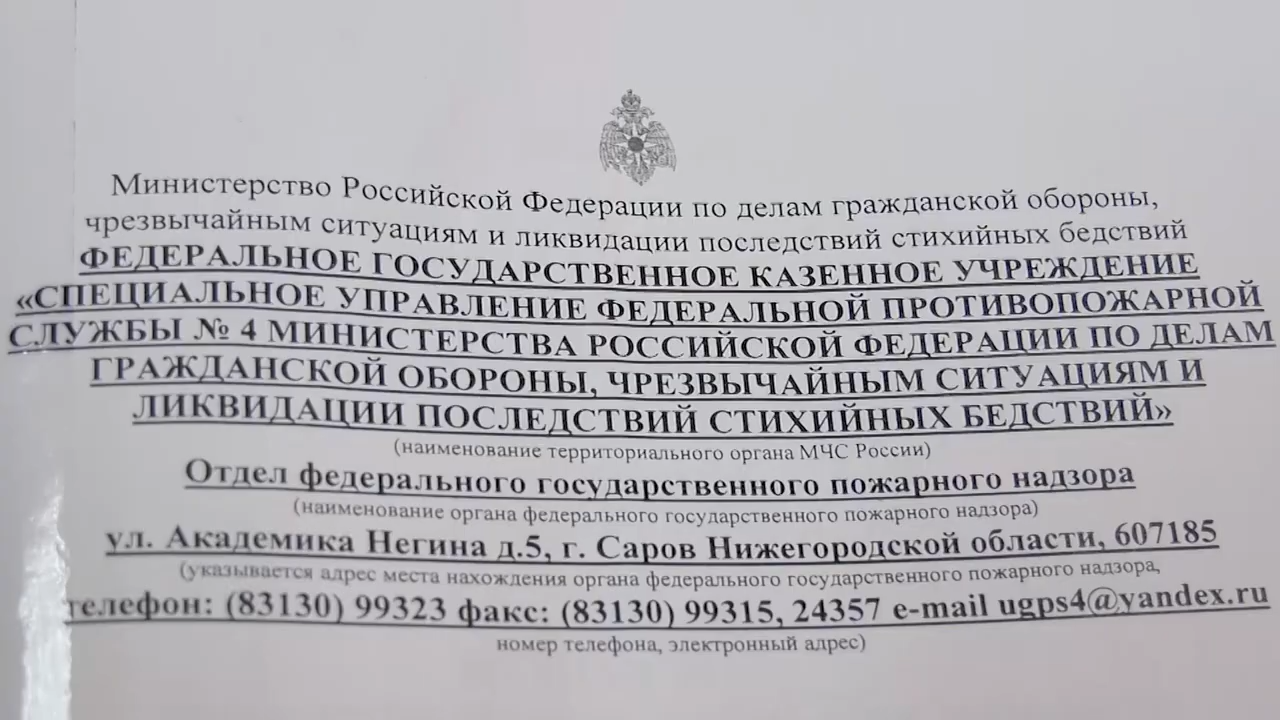 Министерство Российской Федерации по делам гражданской обороны,
чрезвычайным ситуациям и ликвидации последствий стихийных бедствий
ФЕДЕРАЛЬНОЕ ГОСУДАРСТВЕННОЕ КАЗЕННОЕ УЧРЕЖДЕНИЕ
«СПЕЦИАЛЬНОЕ УПРАВЛЕНИЕ ФЕДЕРАЛЬНОЙ ПРОТИВОПОЖАРНОЙ
СЛУЖБЫ № 4 МИНИСТЕРСТВА РОССИЙСКОЙ ФЕДЕРАЦИИ ПО ДЕЛАМ
ГРАЖДАНСКОЙ ОБОРОНЫ, ЧРЕЗВЫЧАЙНЫМ СИТУАЦИЯМ И
ЛИКВИДАЦИИ ПОСЛЕДСТВИЙ СТИХИЙНЫХ БЕДСТВИЙ»
(наименование территориального органа МЧС России)
Отдел федерального государственного пожарного надзора
(наименование органа федерального государственного пожарного надзора)
ул. Академика Негина д.5, г. Саров Нижегородской области, 607185
(указывается адрес места нахождения органа федерального государственного пожарного надзора,
телефон: (83130) 99323 факс: (83130) 99315, 24357 e-mail ugps4@yandex.ru
номер телефона, электронный адрес)